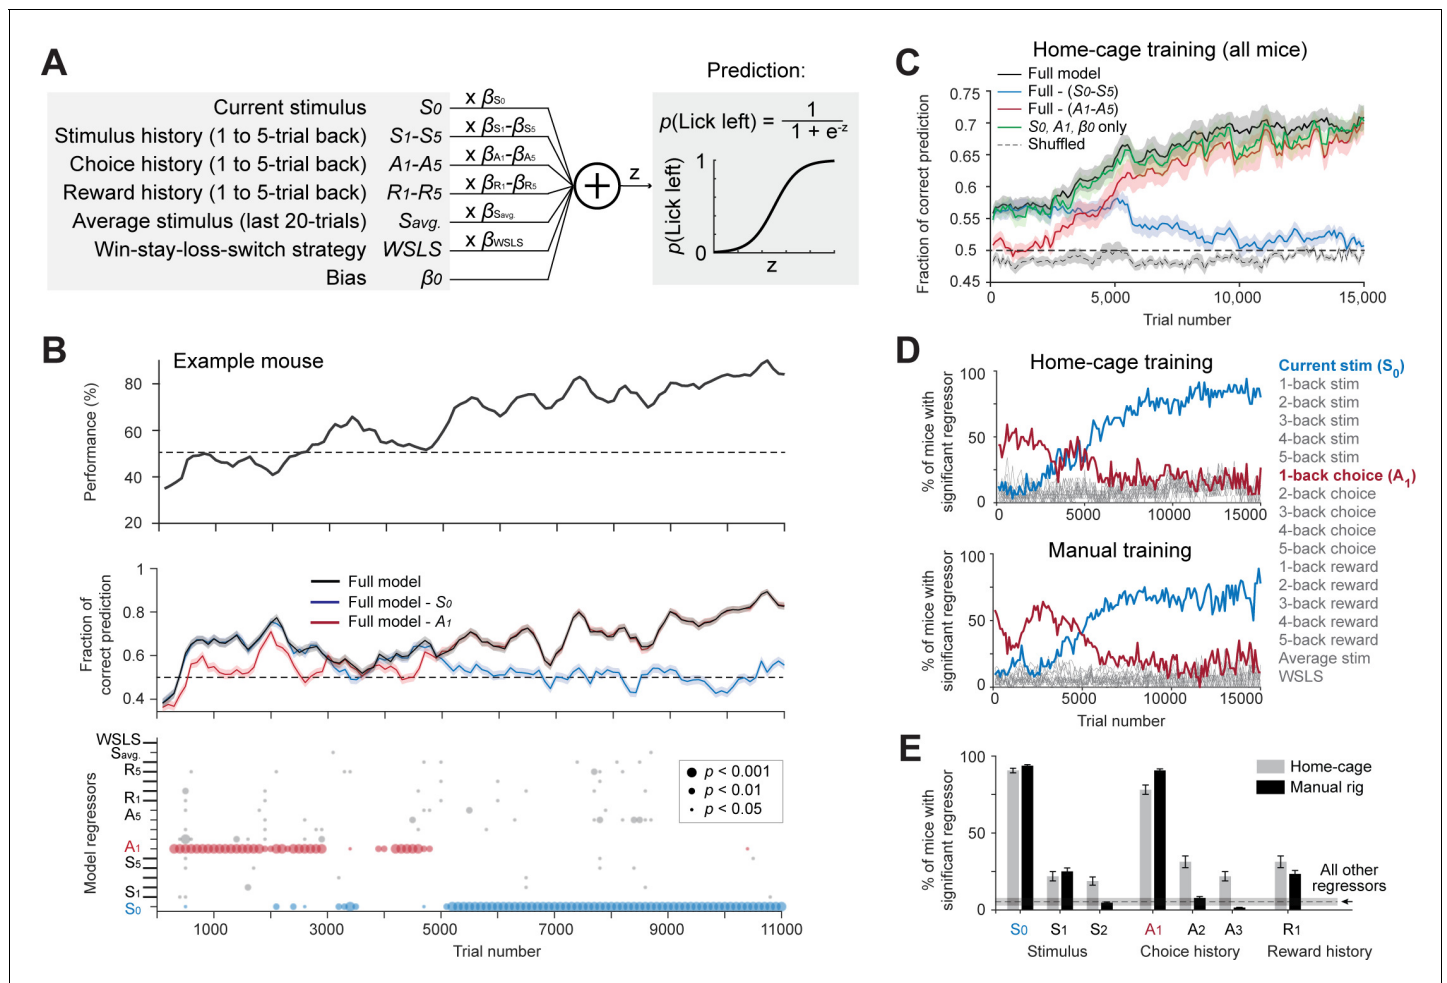 A
Current stimulus S0 x βS0
Stimulus history (1 to 5-trial back) S1-S5 x βS1-βS5
Choice history (1 to 5-trial back) A1-A5 x βA1-βA5
Reward history (1 to 5-trial back) R1-R5 x βR1-βR5
Average stimulus (last 20-trials) Savg. x βSavg.
Win-stay-loss-switch strategy WSLS x βWSLS
Bias β0
+
z
Prediction:
p(Lick left) = 1 / 1 + e-z
p(Lick left)
1
0
z
B
Example mouse
Performance (%)
80
60
40
20
Fraction of
correct prediction
1
0.8
0.6
0.4
Full model
Full model - S0
Full model - A1
Model regressors
WSLS
Savg.
R5
R1
A5
A1
S5
S1
S0
p < 0.001
p < 0.01
p < 0.05
1000 3000 5000 7000 9000 11000
Trial number
C
Home-cage training (all mice)
Full model
Full - (S0-S5)
Full - (A1-A5)
S0, A1, β0 only
Shuffled
Fraction of correct prediction
0.75
0.7
0.65
0.6
0.55
0.5
0.45
0 5,000 10,000 15,000
Trial number
D
Home-cage training
% of mice with
significant regressor
100
50
0
0 5000 10000 15000
Manual training
% of mice with
significant regressor
100
50
0
0 5000 10000 15000
Trial number
Current stim (S0)
1-back stim
2-back stim
3-back stim
4-back stim
5-back stim
1-back choice (A1)
2-back choice
3-back choice
4-back choice
5-back choice
1-back reward
2-back reward
3-back reward
4-back reward
5-back reward
Average stim
WSLS
E
% of mice with
significant regressor
100
50
0
Home-cage
Manual rig
All other
regressors
S0 S1 S2 A1 A2 A3 R1
Stimulus Choice history Reward history